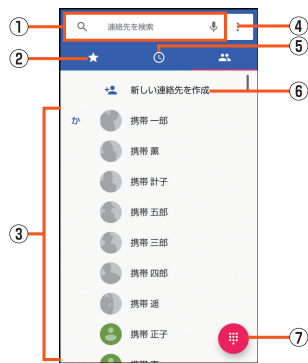 ① 連絡先を検索 ④
②
⑤
新しい連絡先を作成 ⑥
か 携帯 一郎
携帯 薫
携帯 計子
携帯 五郎
③ 携帯 三郎
携帯 四郎
携帯 遥
携帯 正子 ⑦